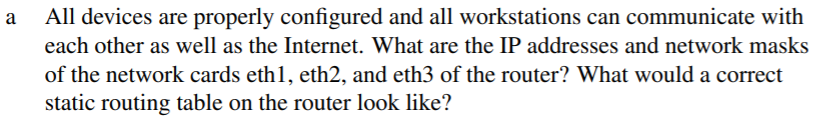 a All devices are properly configured and all workstations can communicate with
each other as well as the Internet. What are the IP addresses and network masks
of the network cards eth1, eth2, and eth3 of the router? What would a correct
static routing table on the router look like?